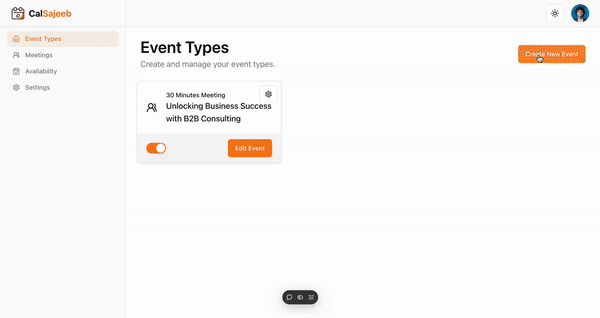 CalSajeeb
Event Types
Meetings
Availability
Settings
Event Types
Create and manage your event types.
Create New Event
30 Minutes Meeting
Unlocking Business Success
with B2B Consulting
Edit Event